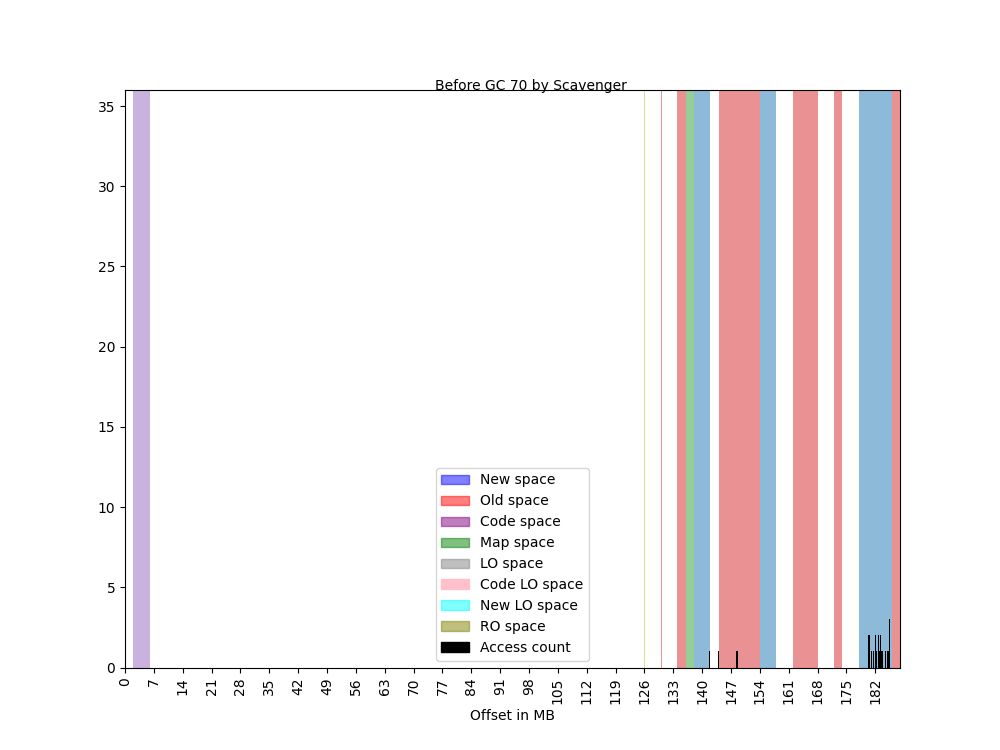 Before GC 70 by Scavenger
35
30
25
20
15
10
5
0
New space
Old space
Code space
Map space
LO space
Code LO space
New LO space
RO space
Access count
0 7 14 21 28 35 42 49 56 63 70 77 84 91 98 105 112 119 126 133 140 147 154 161 168 175 182
Offset in MB